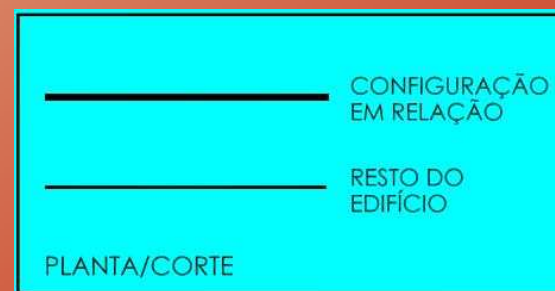 CONFIGURAÇÃO
EM RELAÇÃO
RESTO DO
EDIFÍCIO
PLANTA/CORTE